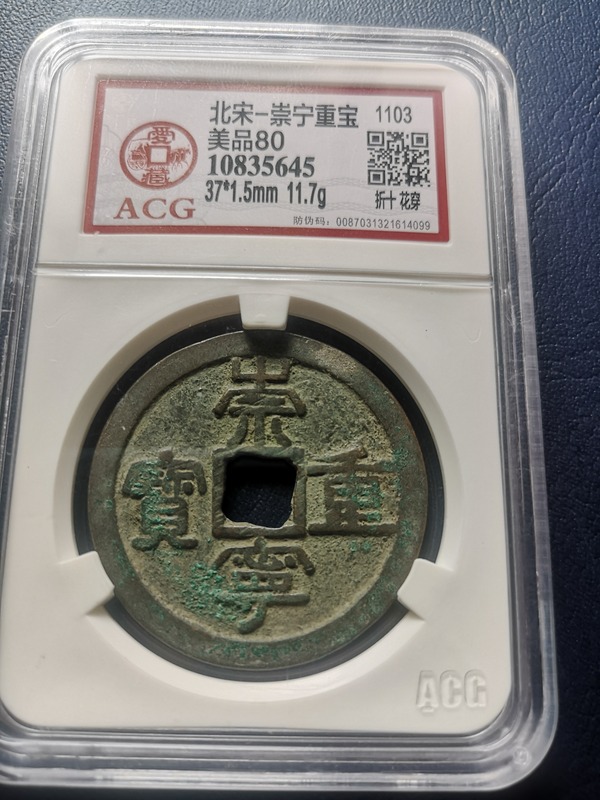 北宋-崇宁重宝 1103
美品80
10835645
37*1.5mm 11.7g
折十 花穿
防伪码：0087031321614099
ACG
崇
寶 重
寧
ACG